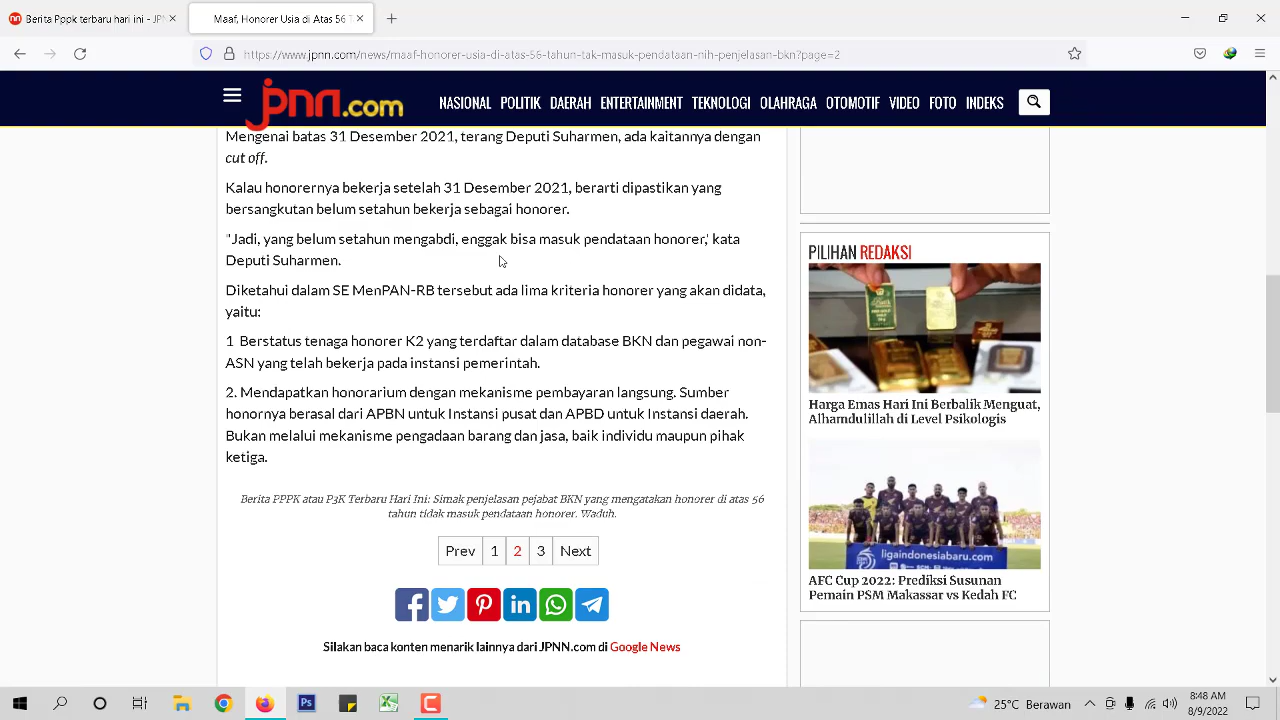 Berita Pppk terbaru hari ini - JPN
Maaf, Honorer Usia di Atas 56 T
https://www.jpnn.com/news/maaf-honorer-usia-di-atas-56-tahun-tak-masuk-pendataan-nih-penjelasan-bkn?page=2
jpnn.com
NASIONAL POLITIK DAERAH ENTERTAINMENT TEKNOLOGI OLAHRAGA OTOMOTIF VIDEO FOTO INDEKS
Mengenai batas 31 Desember 2021, terang Deputi Suharmen, ada kaitannya dengan
cut off.
Kalau honorernya bekerja setelah 31 Desember 2021, berarti dipastikan yang
bersangkutan belum setahun bekerja sebagai honorer.
"Jadi, yang belum setahun mengabdi, enggak bisa masuk pendataan honorer,' kata
Deputi Suharmen.
Diketahui dalam SE MenPAN-RB tersebut ada lima kriteria honorer yang akan didata,
yaitu:
1 Berstatus tenaga honorer K2 yang terdaftar dalam database BKN dan pegawai non-
ASN yang telah bekerja pada instansi pemerintah.
2. Mendapatkan honorarium dengan mekanisme pembayaran langsung. Sumber
honornya berasal dari APBN untuk Instansi pusat dan APBD untuk Instansi daerah.
Bukan melalui mekanisme pengadaan barang dan jasa, baik individu maupun pihak
ketiga.
Berita PPPK atau P3K Terbaru Hari Ini: Simak penjelasan pejabat BKN yang mengatakan honorer di atas 56
tahun tidak masuk pendataan honorer. Waduh.
Prev 1 2 3 Next
Silakan baca konten menarik lainnya dari JPNN.com di Google News
PILIHAN REDAKSI
Harga Emas Hari Ini Berbalik Menguat,
Alhamdulillah di Level Psikologis
ligaindonesiabaru.com
AFC Cup 2022: Prediksi Susunan
Pemain PSM Makassar vs Kedah FC
25°C Berawan
8:48 AM
8/9/2022